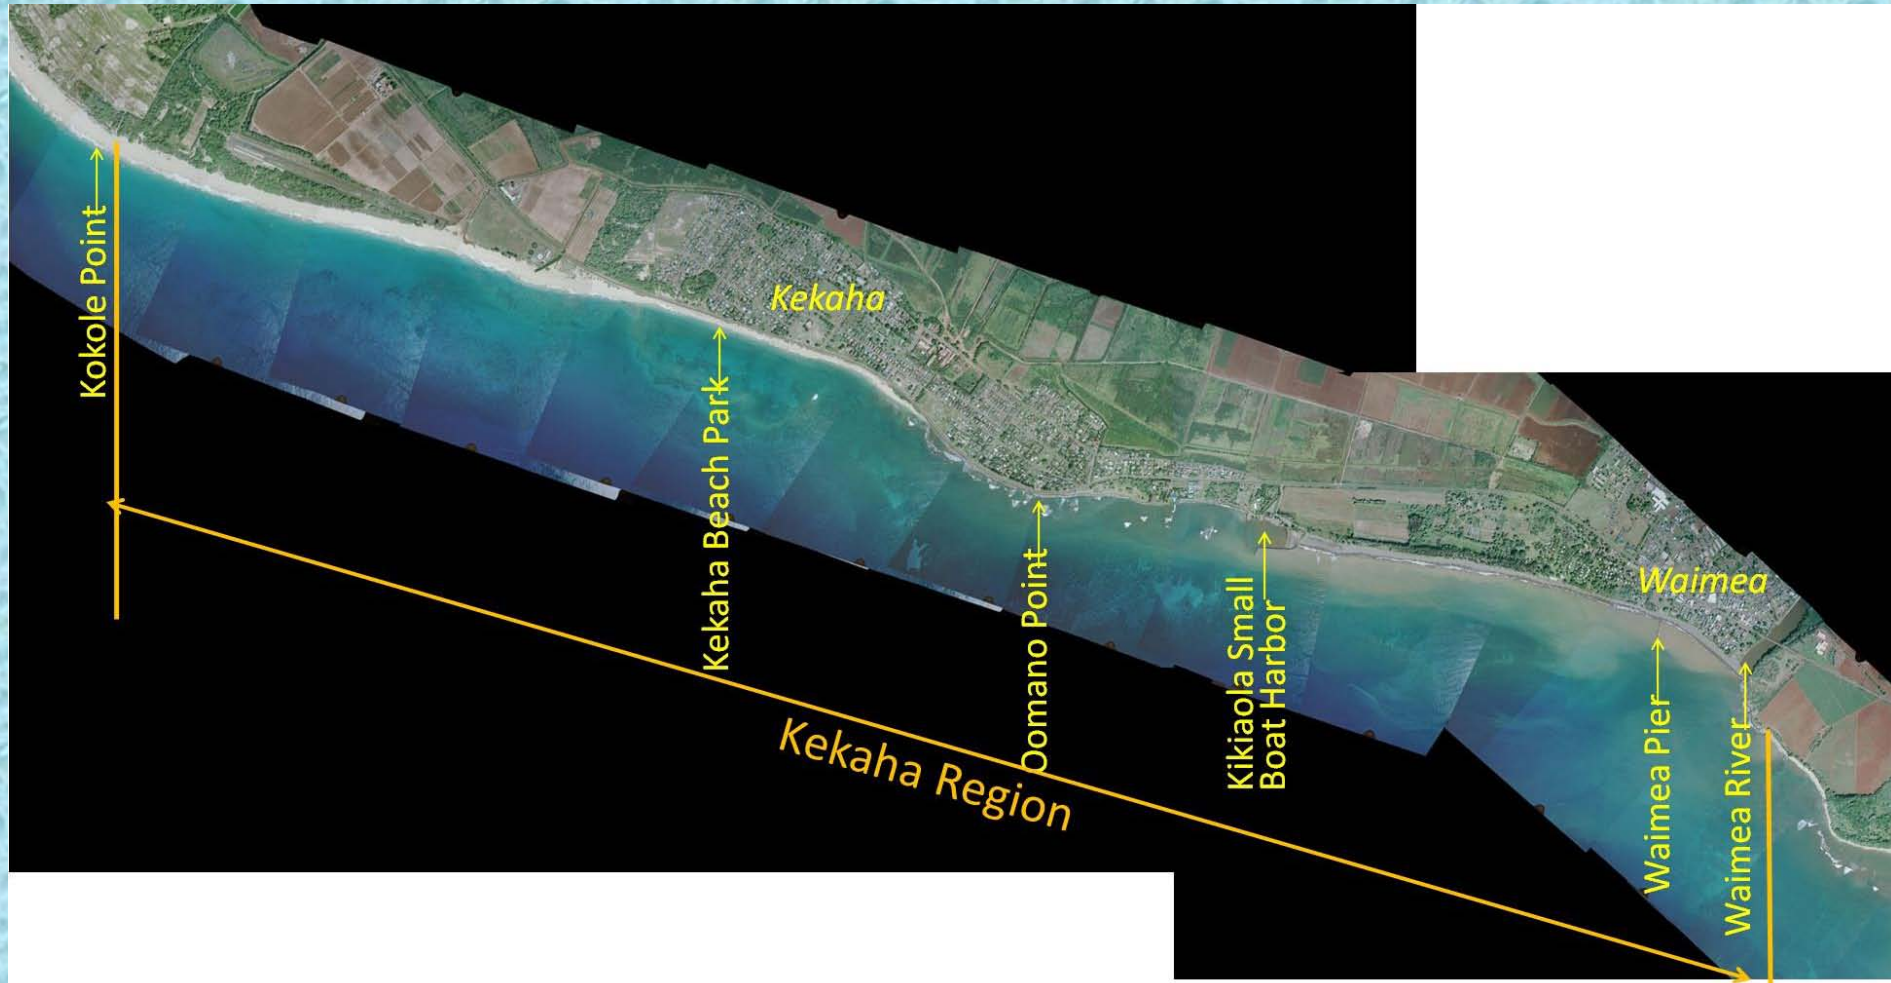 Kokole Point
Kekaha Beach Park
Kekaha
Oomano Point
Kikiaola Small
Boat Harbor
Waimea
Waimea Pier
Waimea River
Kekaha Region